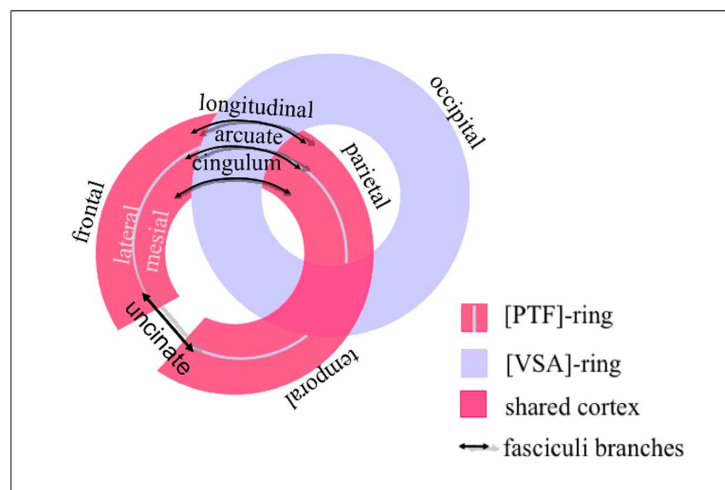 longitudinal
arcuate
cingulum
occipital
parietal
frontal
lateral
mesial
uncinate
temporal
[PTF]-ring
[VSA]-ring
shared cortex
fasciculi branches